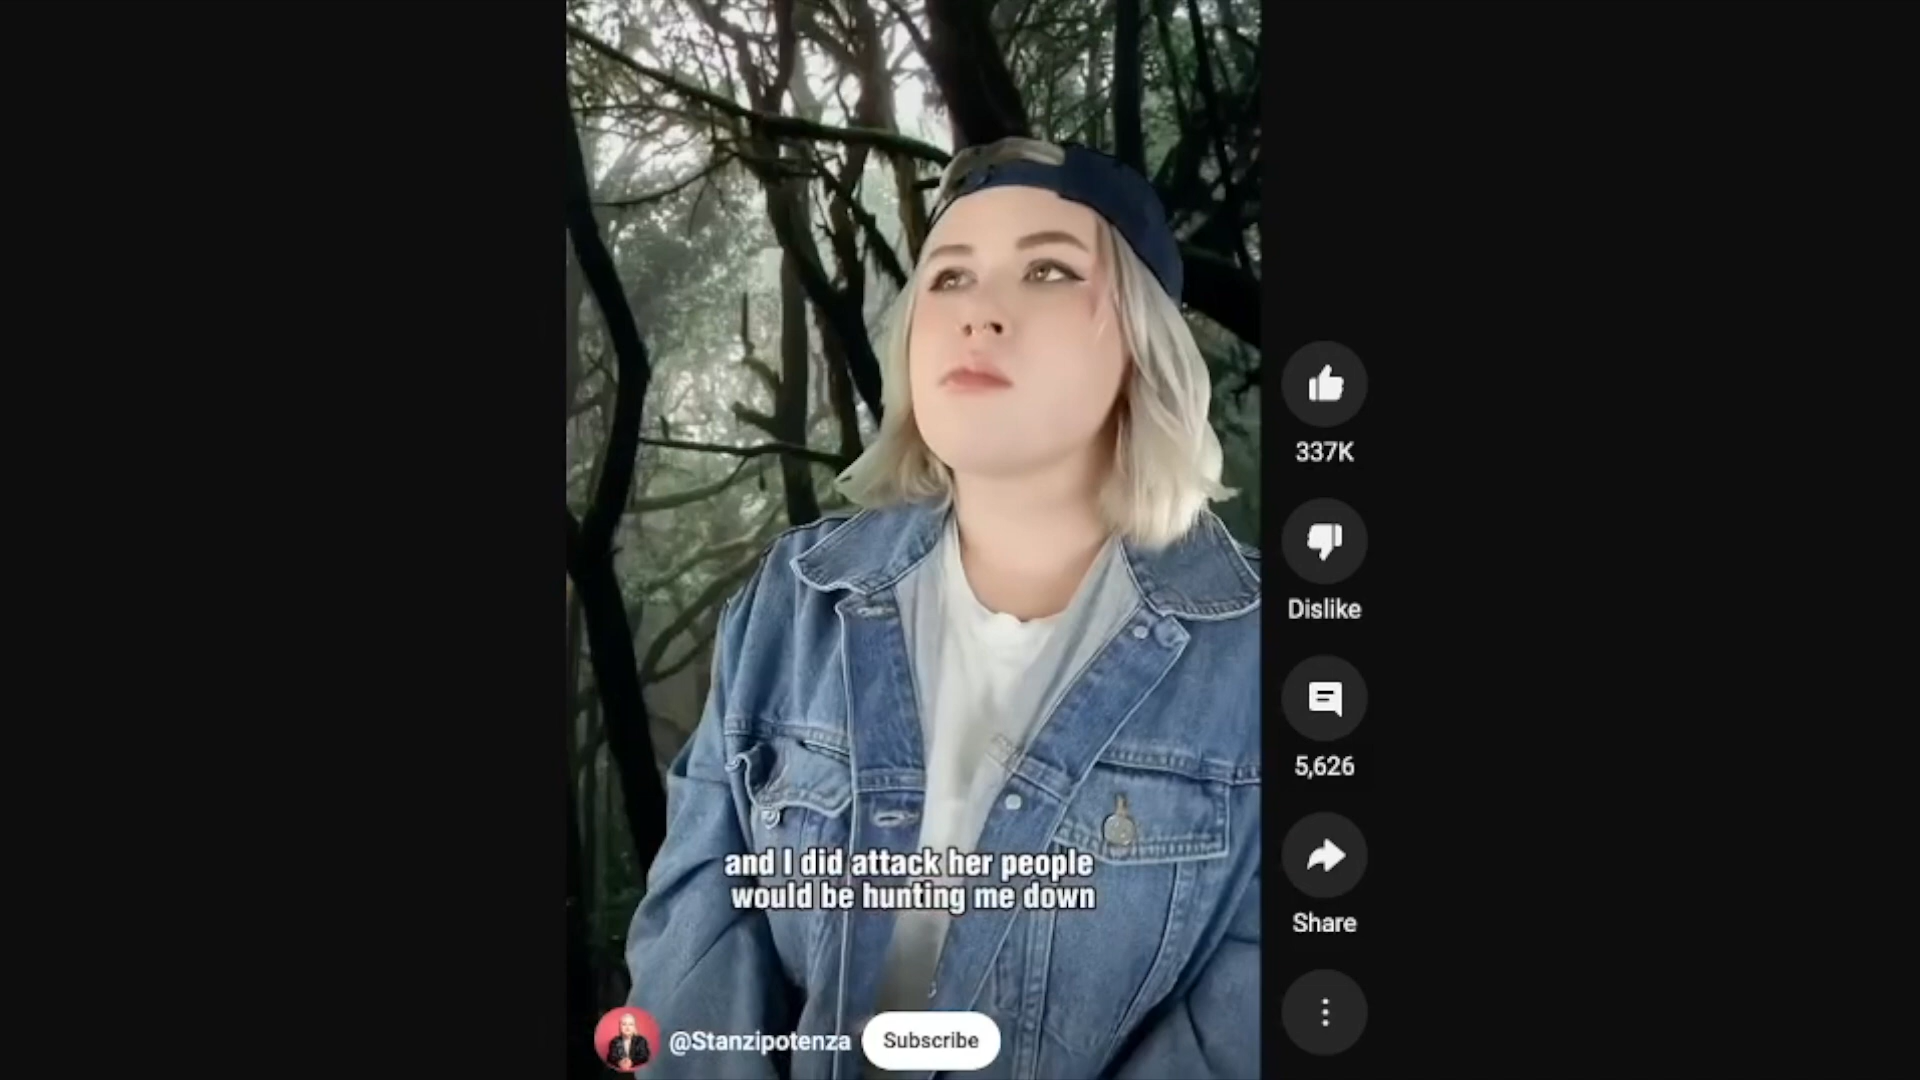 337K
Dislike
5,626
and I did attack her people
would be hunting me down
Share
@Stanzipotenza
Subscribe